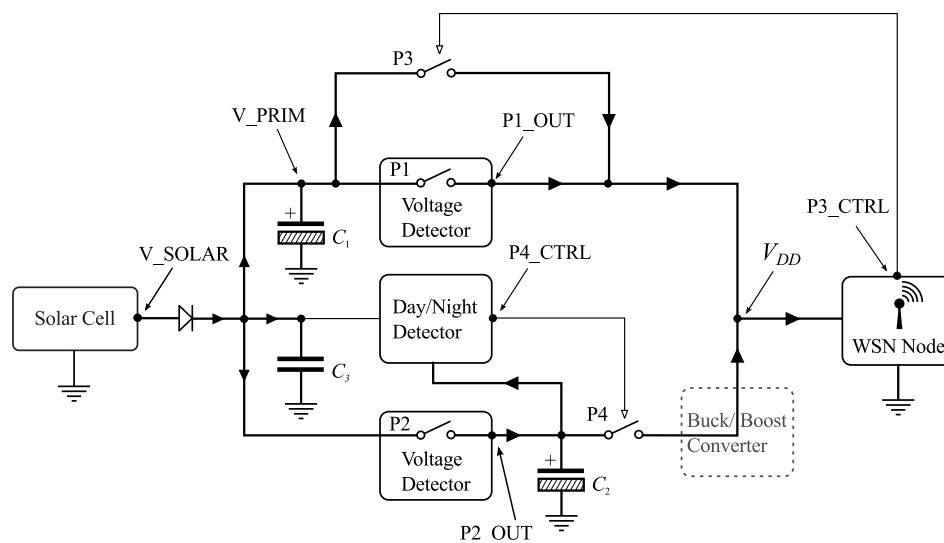 P3
V_PRIM
P1_OUT
P1
Voltage
Detector
+
C1
P3_CTRL
V_SOLAR
P4_CTRL
VDD
Solar Cell
Day/Night
Detector
WSN Node
C3
P2
P4
Buck/Boost
Converter
Voltage
Detector
+
C2
P2_OUT